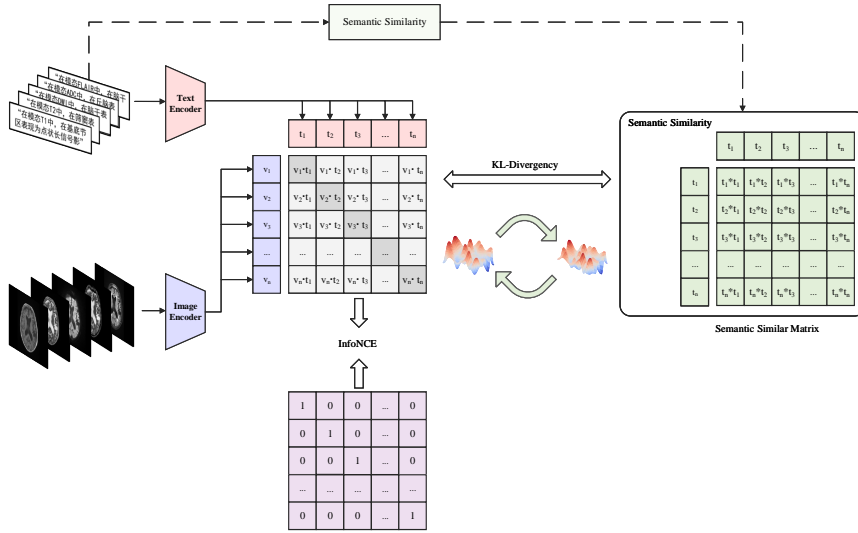 Semantic Similarity
"在模态FLAIR中,在脑干
"在模态ADC中,在丘脑表
"在模态DWI中,在脑干表
"在模态T2中,在筛窦表
"在模态T1中,在基底节
区表现为点状长信号影"
Text
Encoder
t1 t2 t3 ... tn
v1 v1·t1 v1·t2 v1·t3 ... v1·tn
v2 v2·t1 v2·t2 v2·t3 ... v2·tn
v3 v3·t1 v3·t2 v3·t3 ... v3·tn
... ... ... ... ... ...
vn vn·t1 vn·t2 vn·t3 ... vn·tn
Image
Encoder
KL-Divergency
InfoNCE
1 0 0 ... 0
0 1 0 ... 0
0 0 1 ... 0
... ... ... ... ...
0 0 0 ... 1
Semantic Similarity
t1 t2 t3 ... tn
t1 t1*t1 t1*t2 t1*t3 ... t1*tn
t2 t2*t1 t2*t2 t2*t3 ... t2*tn
t3 t3*t1 t3*t2 t3*t3 ... t3*tn
... ... ... ... ... ...
tn tn*t1 tn*t2 tn*t3 ... tn*tn
Semantic Similar Matrix